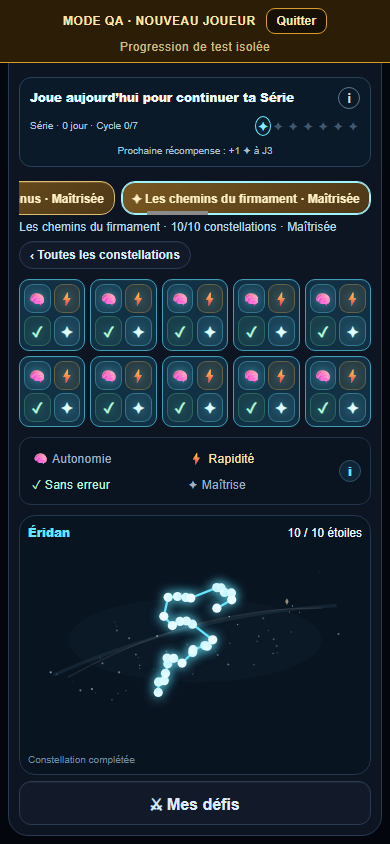 MODE QA · NOUVEAU JOUEUR Quitter
Progression de test isolée
Joue aujourd'hui pour continuer ta Série i
Série · 0 jour · Cycle 0/7
Prochaine récompense : +1 ✦ à J3
nus · Maîtrisée ✦ Les chemins du firmament · Maîtrisée
Les chemins du firmament · 10/10 constellations · Maîtrisée
‹ Toutes les constellations
Autonomie Rapidité i
✓ Sans erreur ✦ Maîtrise
Éridan 10 / 10 étoiles
Constellation complétée
⚔ Mes défis